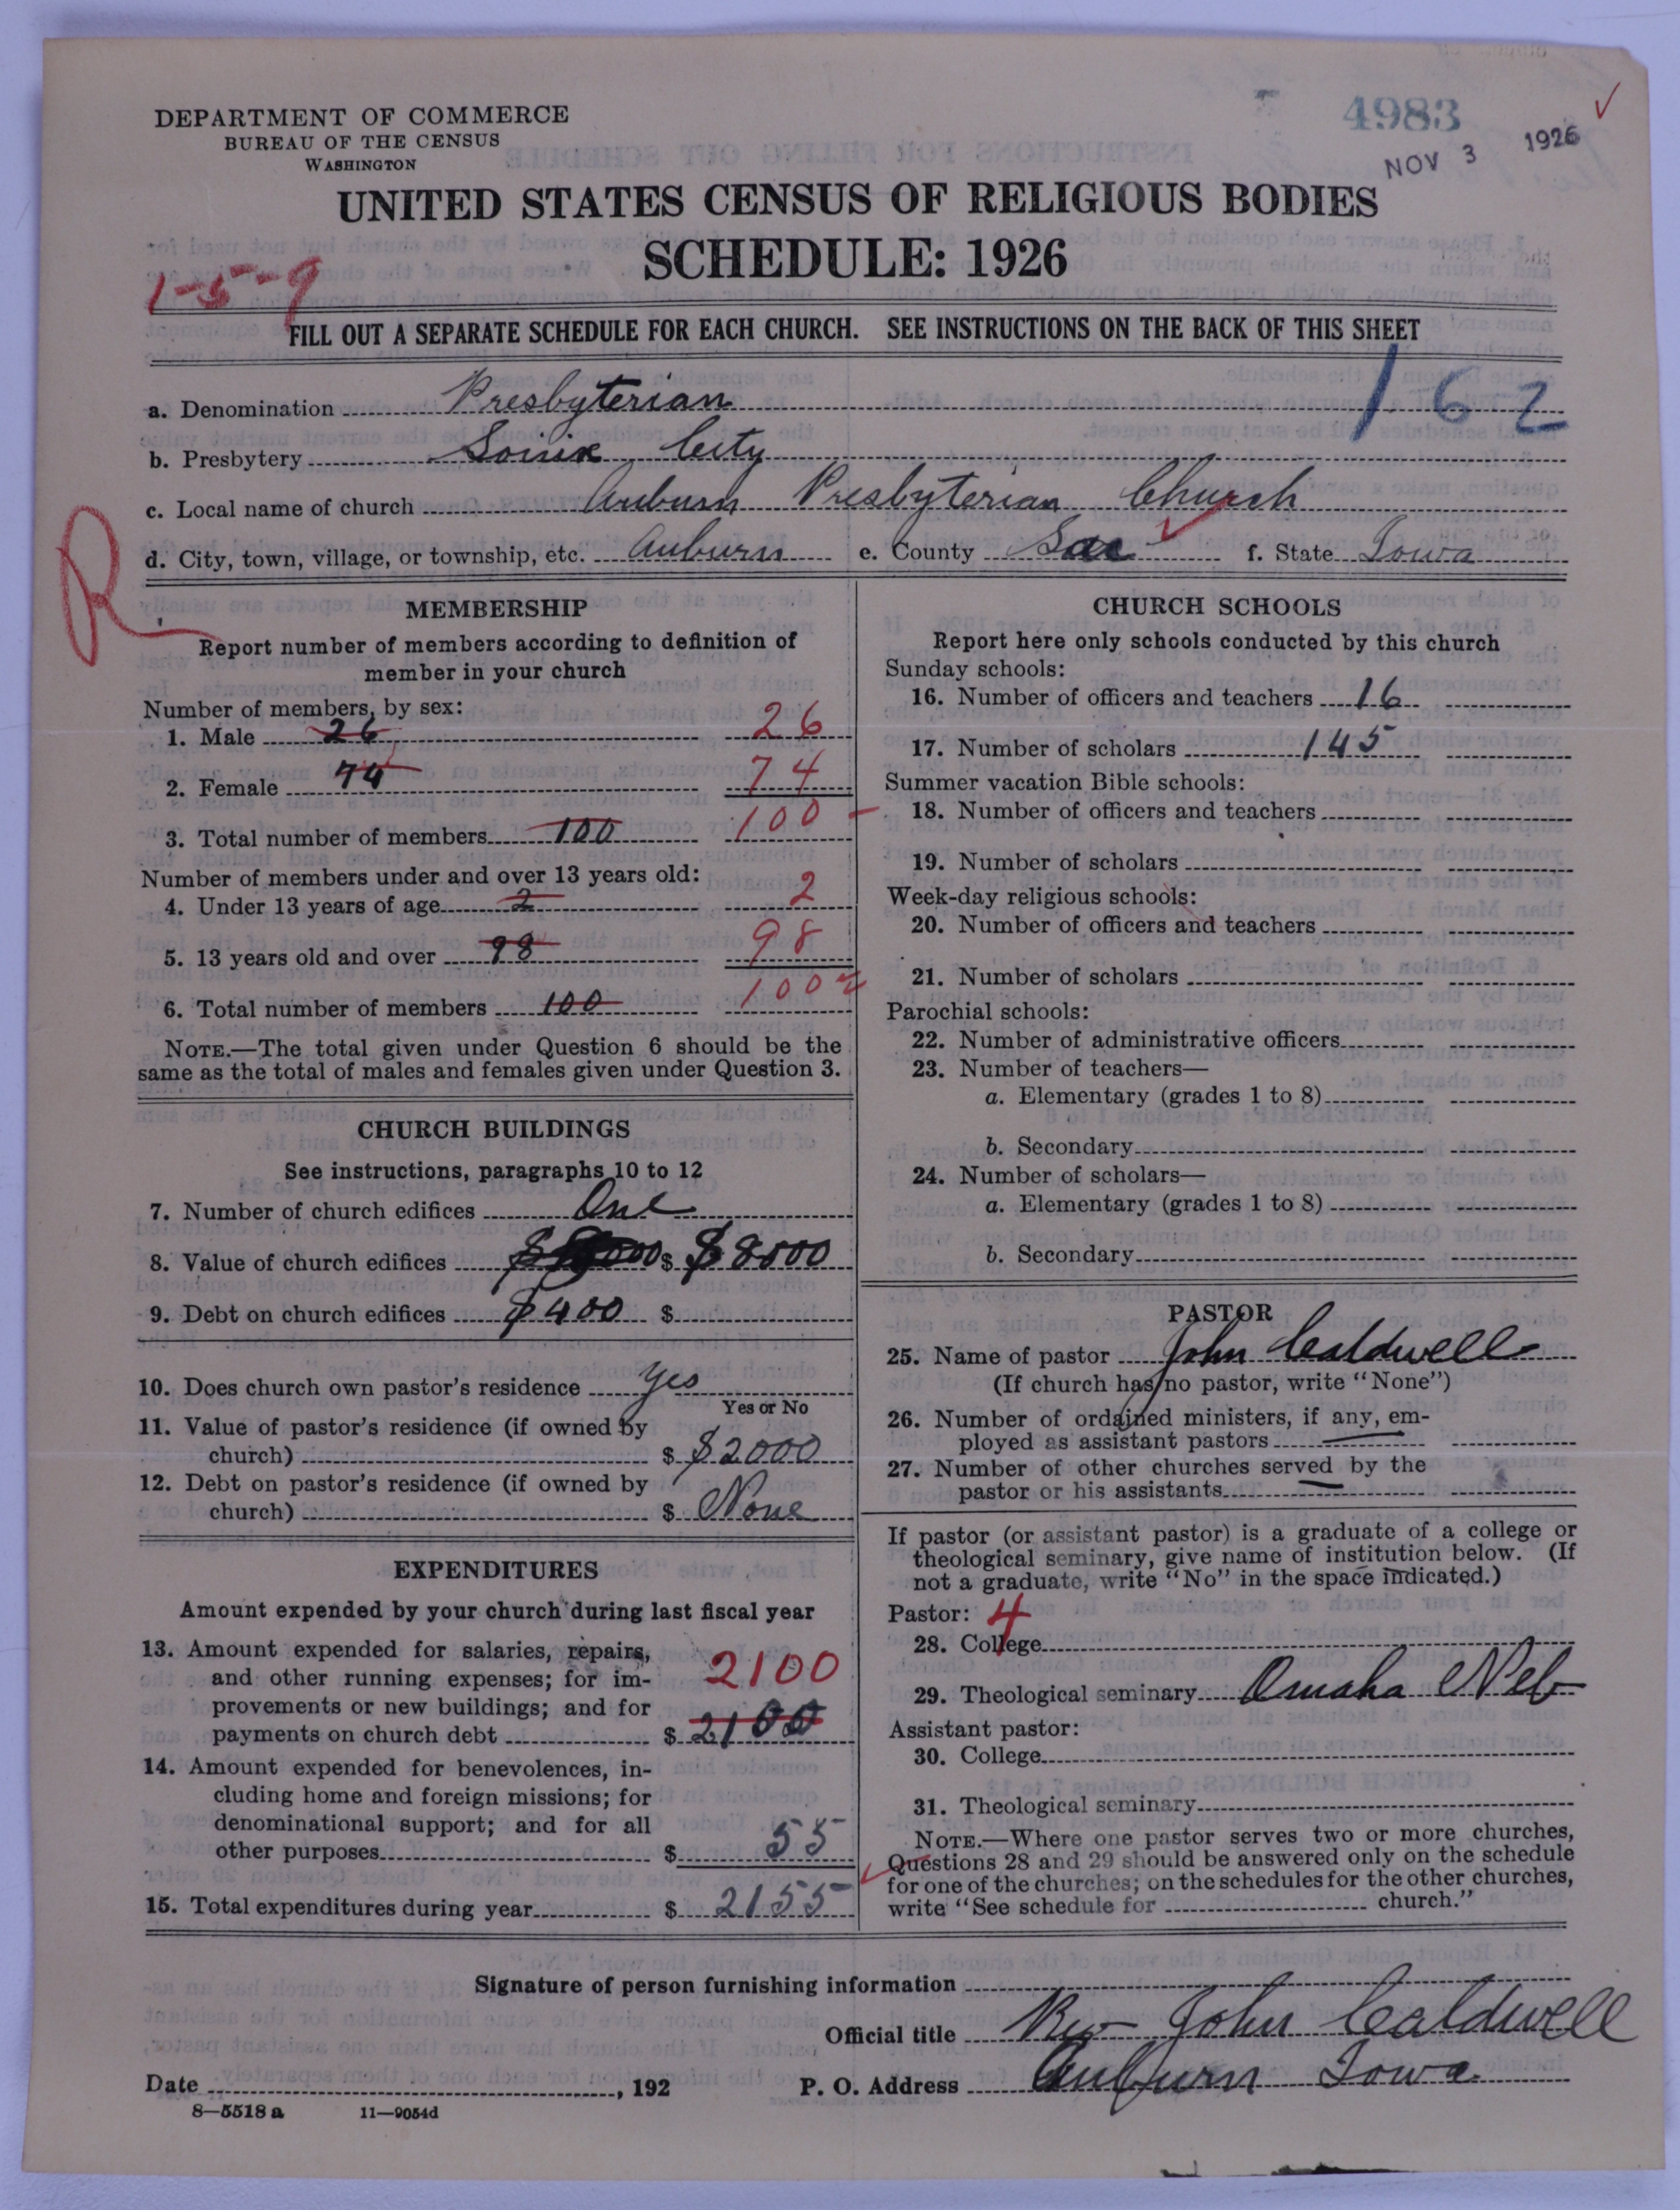 4983
NOV 3 1926
DEPARTMENT OF COMMERCE
BUREAU OF THE CENSUS
WASHINGTON
UNITED STATES CENSUS OF RELIGIOUS BODIES
SCHEDULE: 1926
1-5-9
FILL OUT A SEPARATE SCHEDULE FOR EACH CHURCH. SEE INSTRUCTIONS ON THE BACK OF THIS SHEET
162
a. Denomination Presbyterian
b. Presbytery Souix City
c. Local name of church Auburn Presbyterian Church
d. City, town, village, or township, etc. Auburn e. County Sac f. State Iowa
R
MEMBERSHIP
Report number of members according to definition of
member in your church
Number of members, by sex:
1. Male 26 26
2. Female 74 74
3. Total number of members 100 100
Number of members under and over 13 years old:
4. Under 13 years of age 2 2
5. 13 years old and over 98 98
6. Total number of members 100 100
NOTE.—The total given under Question 6 should be the
same as the total of males and females given under Question 3.
CHURCH BUILDINGS
See instructions, paragraphs 10 to 12
7. Number of church edifices One
8. Value of church edifices $ $8000
9. Debt on church edifices $400 $
10. Does church own pastor's residence yes
Yes or No
11. Value of pastor's residence (if owned by
church) $ $2000
12. Debt on pastor's residence (if owned by
church) $ None
EXPENDITURES
Amount expended by your church during last fiscal year
13. Amount expended for salaries, repairs,
and other running expenses; for im-
provements or new buildings; and for
payments on church debt $ 2100
2100
14. Amount expended for benevolences, in-
cluding home and foreign missions; for
denominational support; and for all
other purposes $ 55
15. Total expenditures during year $ 2155
CHURCH SCHOOLS
Report here only schools conducted by this church
Sunday schools:
16. Number of officers and teachers 16
17. Number of scholars 145
Summer vacation Bible schools:
18. Number of officers and teachers
19. Number of scholars
Week-day religious schools:
20. Number of officers and teachers
21. Number of scholars
Parochial schools:
22. Number of administrative officers
23. Number of teachers—
a. Elementary (grades 1 to 8)
b. Secondary
24. Number of scholars—
a. Elementary (grades 1 to 8)
b. Secondary
PASTOR
25. Name of pastor John Caldwell
(If church has no pastor, write "None")
26. Number of ordained ministers, if any, em-
ployed as assistant pastors
27. Number of other churches served by the
pastor or his assistants
If pastor (or assistant pastor) is a graduate of a college or
theological seminary, give name of institution below. (If
not a graduate, write "No" in the space indicated.)
Pastor: 4
28. College
29. Theological seminary Omaha Neb
Assistant pastor:
30. College
31. Theological seminary
NOTE.—Where one pastor serves two or more churches,
Questions 28 and 29 should be answered only on the schedule
for one of the churches; on the schedules for the other churches,
write "See schedule for church."
Signature of person furnishing information
Official title Rev John Caldwell
Date , 192 P. O. Address Auburn Iowa
8—5518 a 11—9054d